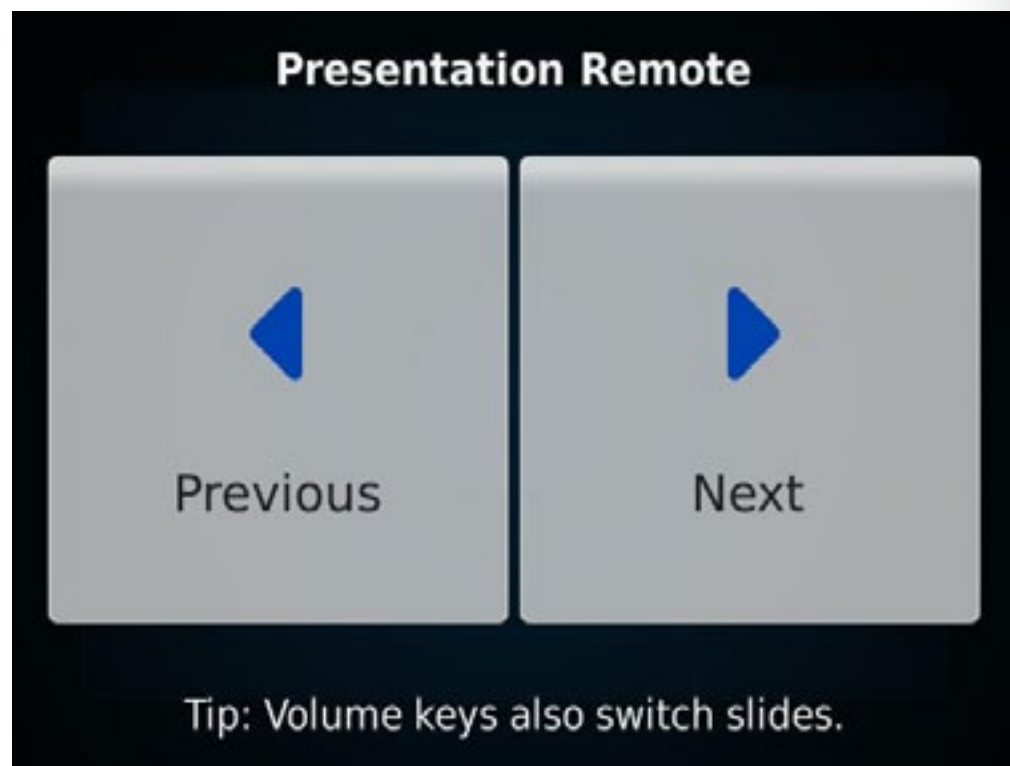 Presentation Remote
Previous
Next
Tip: Volume keys also switch slides.